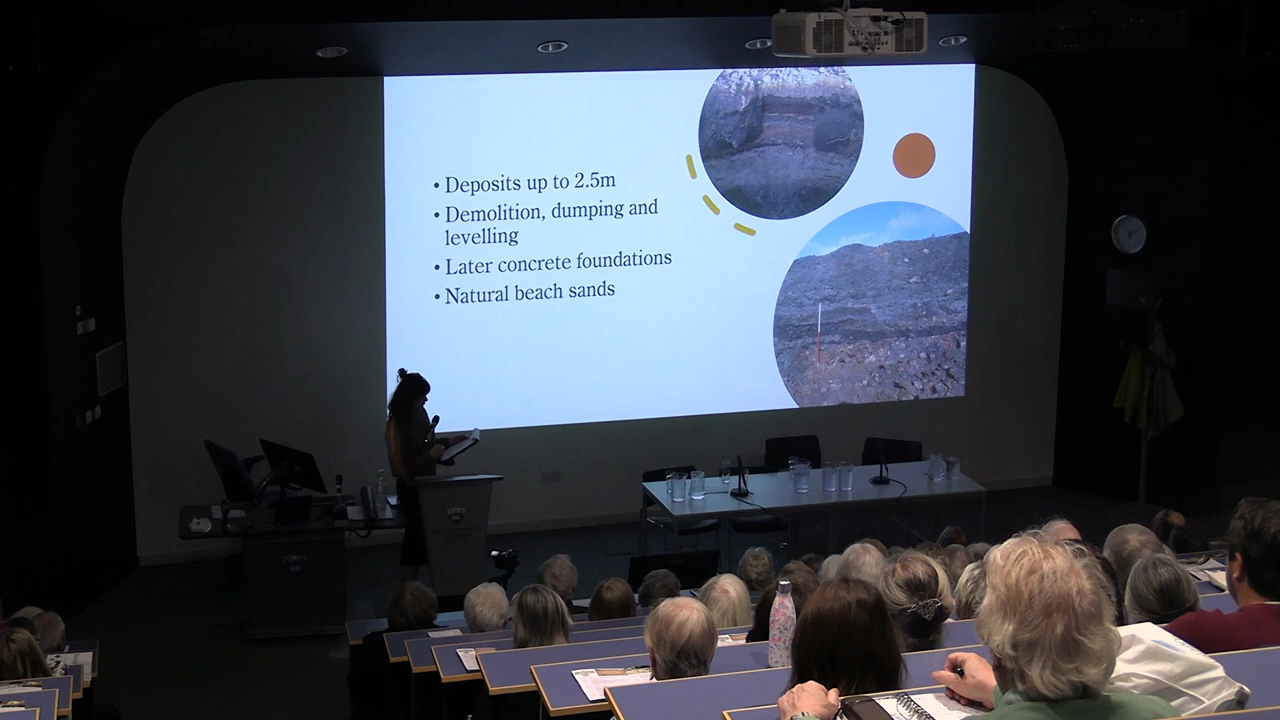 • Deposits up to 2.5m
• Demolition, dumping and
levelling
• Later concrete foundations
• Natural beach sands